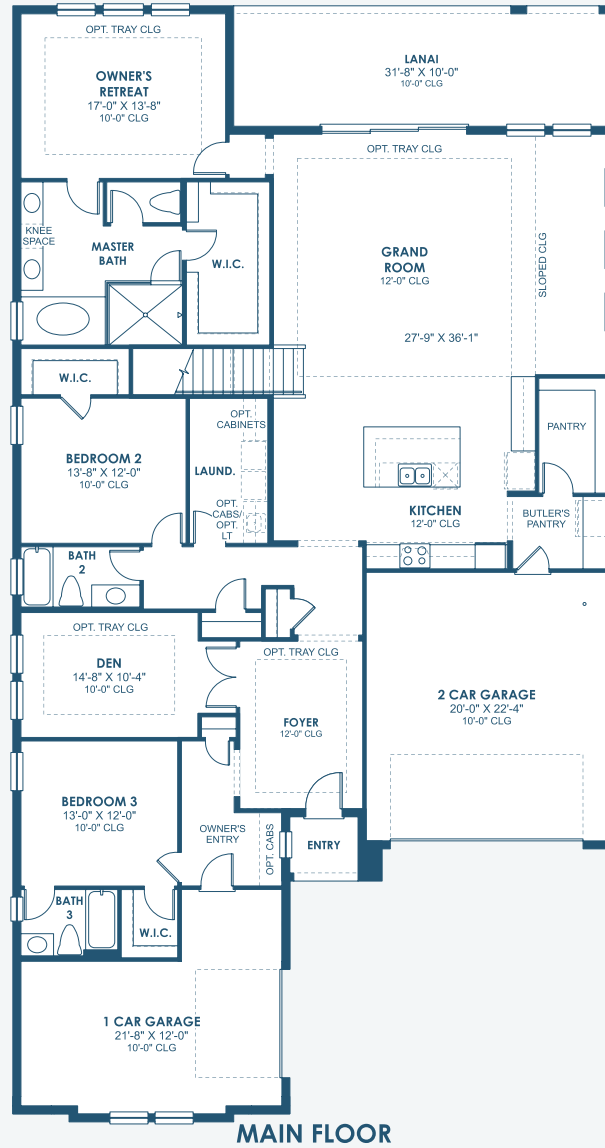 OPT. TRAY CLG
OWNER'S
RETREAT
17'-0" X 13'-8"
10'-0" CLG
LANAI
31'-8" X 10'-0"
10'-0" CLG
OPT. TRAY CLG
KNEE
SPACE
MASTER
BATH
W.I.C.
GRAND
ROOM
12'-0" CLG
SLOPED CLG
27'-9" X 36'-1"
W.I.C.
OPT.
CABINETS
PANTRY
BEDROOM 2
13'-8" X 12'-0"
10'-0" CLG
LAUND.
OPT.
CABS/
OPT.
LT
KITCHEN
12'-0" CLG
BUTLER'S
PANTRY
BATH
2
OPT. TRAY CLG
DEN
14'-8" X 10'-4"
10'-0" CLG
OPT. TRAY CLG
FOYER
12'-0" CLG
2 CAR GARAGE
20'-0" X 22'-4"
10'-0" CLG
BEDROOM 3
13'-0" X 12'-0"
10'-0" CLG
OWNER'S
ENTRY
OPT. CABS
ENTRY
BATH
3
W.I.C.
1 CAR GARAGE
21'-8" X 12'-0"
10'-0" CLG
MAIN FLOOR